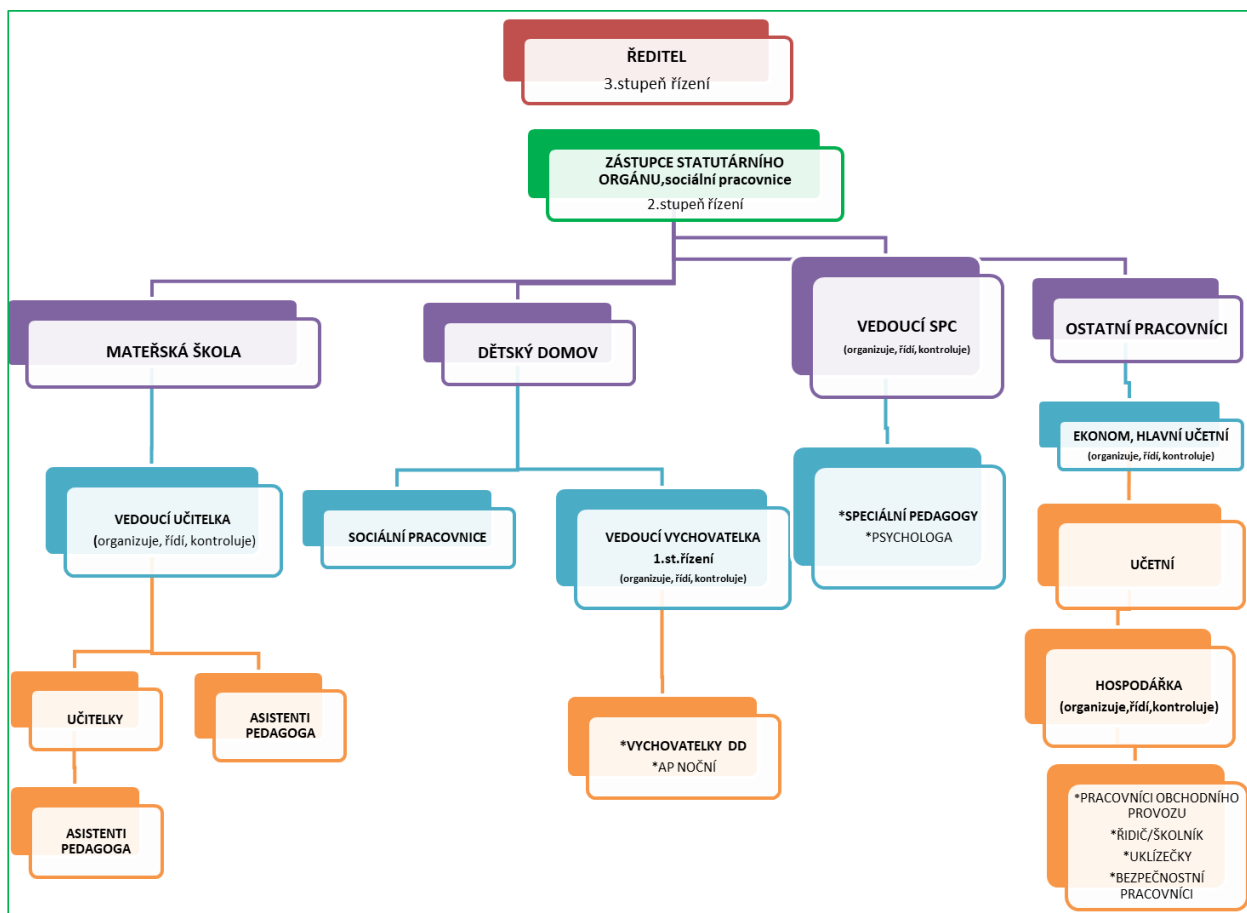 ŘEDITEL
3.stupeň řízení
ZÁSTUPCE STATUTÁRNÍHO
ORGÁNU,sociální pracovnice
2.stupeň řízení
MATEŘSKÁ ŠKOLA
DĚTSKÝ DOMOV
VEDOUCÍ SPC
(organizuje, řídí, kontroluje)
OSTATNÍ PRACOVNÍCI
EKONOM, HLAVNÍ UČETNÍ
(organizuje, řídí, kontroluje)
VEDOUCÍ UČITELKA
(organizuje, řídí, kontroluje)
SOCIÁLNÍ PRACOVNICE
VEDOUCÍ VYCHOVATELKA
1.st.řízení
(organizuje, řídí, kontroluje)
*SPECIÁLNÍ PEDAGOGY
*PSYCHOLOGA
UČETNÍ
UČITELKY
ASISTENTI
PEDAGOGA
*VYCHOVATELKY DD
*AP NOČNÍ
HOSPODÁŘKA
(organizuje,řídí,kontroluje)
ASISTENTI
PEDAGOGA
*PRACOVNÍCI OBCHODNÍHO
PROVOZU
*ŘIDIČ/ŠKOLNÍK
*UKLÍZEČKY
*BEZPEČNOSTNÍ
PRACOVNÍCI